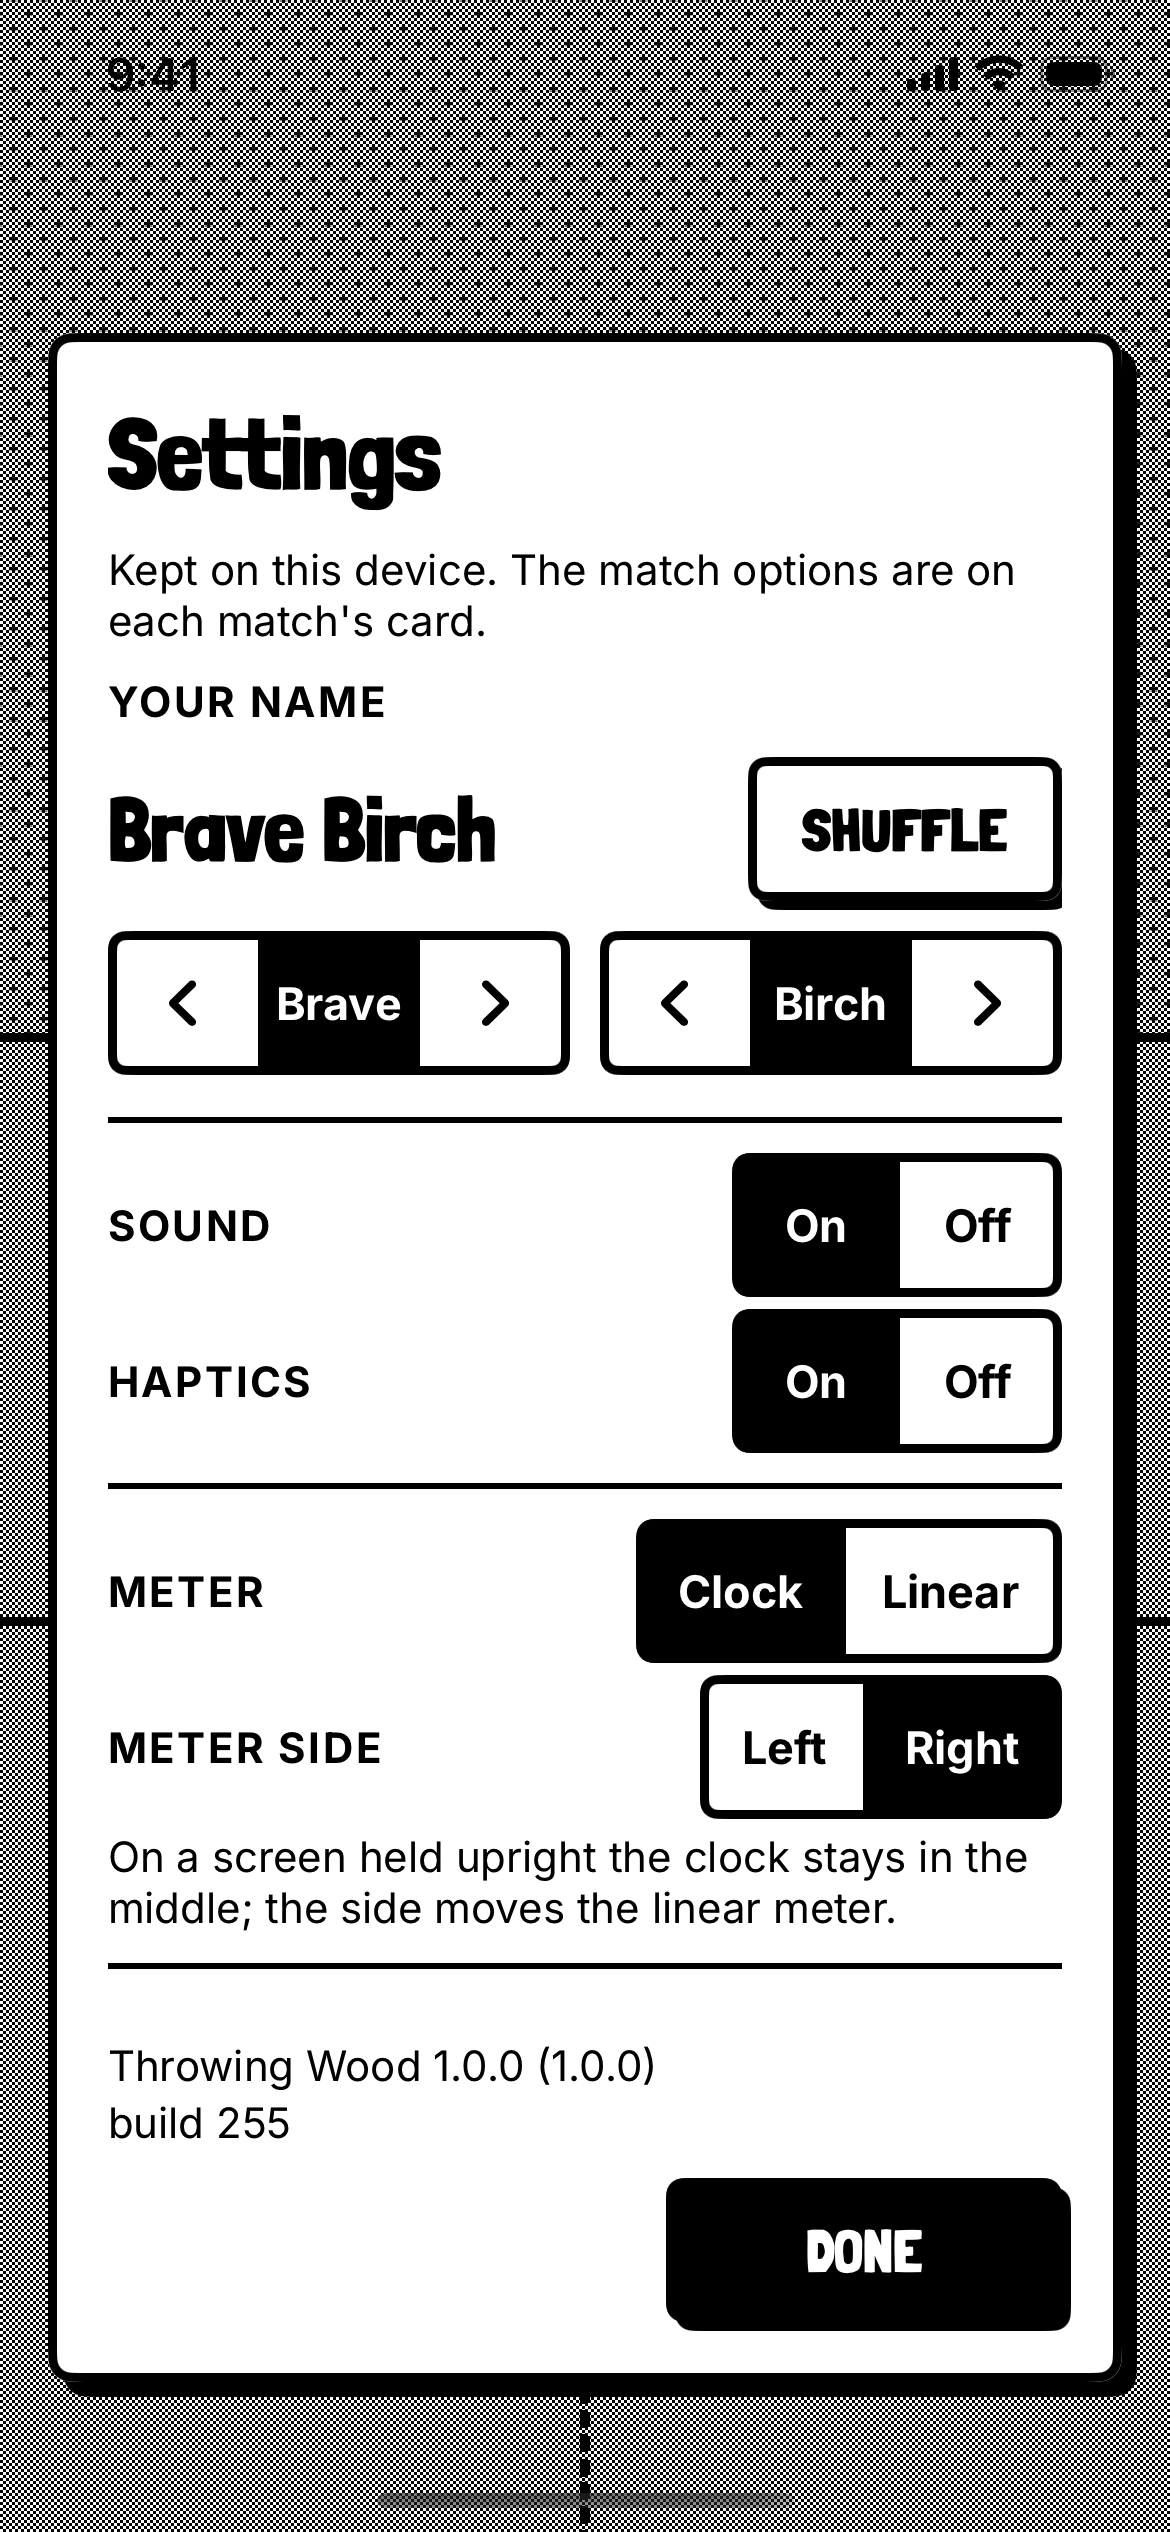 9:41
Settings
Kept on this device. The match options are on
each match's card.
YOUR NAME
Brave Birch
SHUFFLE
Brave
Birch
SOUND
On Off
HAPTICS
On Off
METER
Clock Linear
METER SIDE
Left Right
On a screen held upright the clock stays in the
middle; the side moves the linear meter.
Throwing Wood 1.0.0 (1.0.0)
build 255
DONE